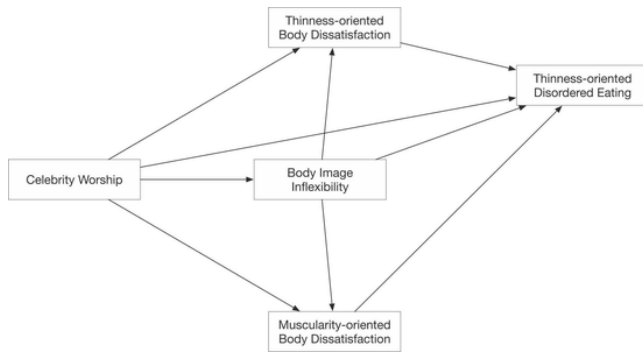 Thinness-oriented
Body Dissatisfaction
Thinness-oriented
Disordered Eating
Celebrity Worship
Body Image
Inflexibility
Muscularity-oriented
Body Dissatisfaction